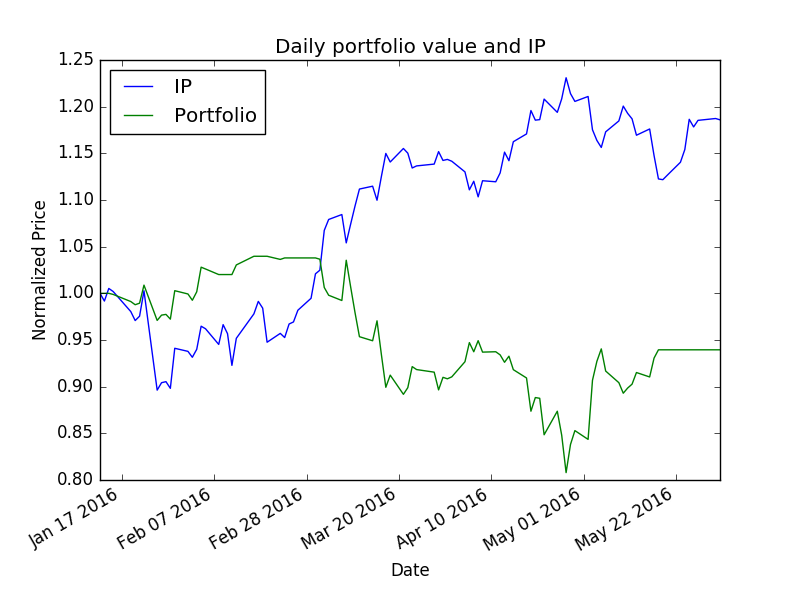 Daily portfolio value and IP
IP
Portfolio
Normalized Price
1.25
1.20
1.15
1.10
1.05
1.00
0.95
0.90
0.85
0.80
Jan 17 2016
Feb 07 2016
Feb 28 2016
Mar 20 2016
Apr 10 2016
May 01 2016
May 22 2016
Date